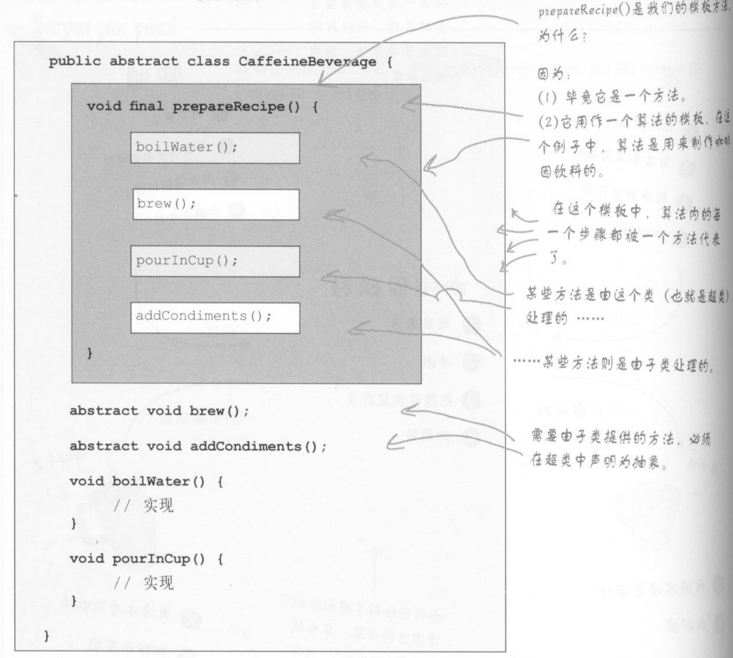 public abstract class CaffeineBeverage {
void final prepareRecipe() {
boilWater();
brew();
pourInCup();
addCondiments();
}
abstract void brew();
abstract void addCondiments();
void boilWater() {
// 实现
}
void pourInCup() {
// 实现
}
}
prepareRecipe()是我们的模板方法。
为什么？
因为：
(1) 毕竟它是一个方法。
(2)它用作一个算法的模板，在这
个例子中，算法是用来制作咖啡
因饮料的。
在这个模板中，算法内的每
一个步骤都被一个方法代表
了。
某些方法是由这个类（也就是超类）
处理的……
……某些方法则是由子类处理的。
需要由子类提供的方法，必须
在超类中声明为抽象。